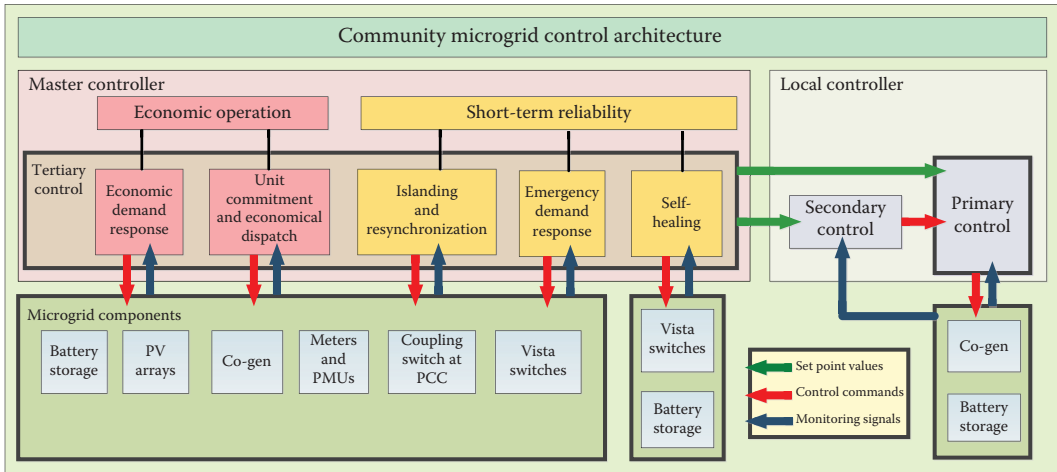 Community microgrid control architecture
Master controller
Local controller
Economic operation
Short-term reliability
Tertiary
control
Economic
demand
response
Unit
commitment
and economical
dispatch
Islanding
and
resynchronization
Emergency
demand
response
Self-
healing
Secondary
control
Primary
control
Microgrid components
Battery
storage
PV
arrays
Co-gen
Meters
and
PMUs
Coupling
switch at
PCC
Vista
switches
Vista
switches
Battery
storage
Set point values
Control commands
Monitoring signals
Co-gen
Battery
storage